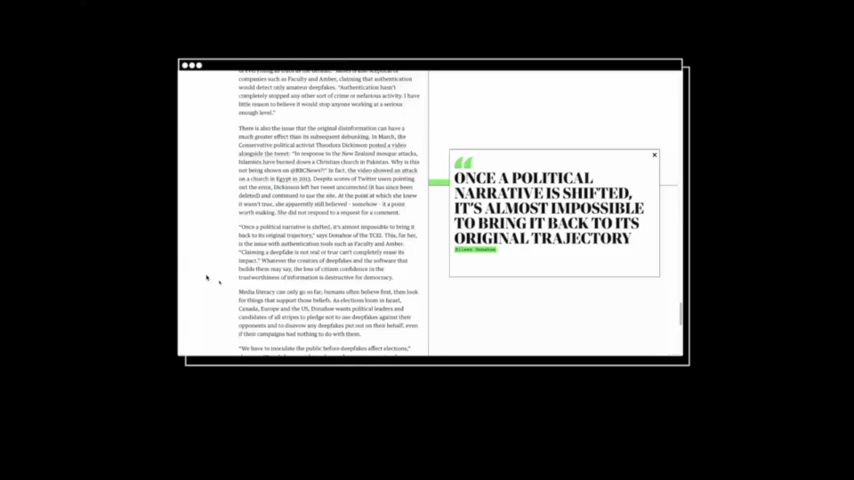 companies such as Faculty and Amber, claiming that authentication
would detect only amateur deepfakes. "Authentication hasn't
completely stopped any other sort of crime or nefarious activity. I have
little reason to believe it would stop anyone working at a serious
enough level."
There is also the issue that the original disinformation can have a
much greater effect than its subsequent debunking. In March, the
Conservative political activist Theodora Dickinson posted a video
alongside the tweet: "In response to the New Zealand mosque attacks,
Islamists have burned down a Christian church in Pakistan. Why is this
not being shown on @BBCNews?!" In fact, the video showed an attack
on a church in Egypt in 2013. Despite scores of Twitter users pointing
out the error, Dickinson left her tweet uncorrected (it has since been
deleted) and continued to use the site. At the point at which she knew
it wasn't true, she apparently still believed – somehow – it a point
worth making. She did not respond to a request for a comment.
"Once a political narrative is shifted, it's almost impossible to bring it
back to its original trajectory," says Donahoe of the TCEI. This, for her,
is the issue with authentication tools such as Faculty and Amber.
"Claiming a deepfake is not real or true can't completely erase its
impact." Whatever the creators of deepfakes and the software that
builds them may say, the loss of citizen confidence in the
trustworthiness of information is destructive for democracy.
Media literacy can only go so far; humans often believe first, then look
for things that support those beliefs. As elections loom in Israel,
Canada, Europe and the US, Donahoe wants political leaders and
candidates of all stripes to pledge not to use deepfakes against their
opponents and to disavow any deepfakes put out on their behalf, even
if their campaigns had nothing to do with them.
"We have to inoculate the public before deepfakes affect elections,"
ONCE A POLITICAL
NARRATIVE IS SHIFTED,
IT'S ALMOST IMPOSSIBLE
TO BRING IT BACK TO ITS
ORIGINAL TRAJECTORY
Eileen Donahoe